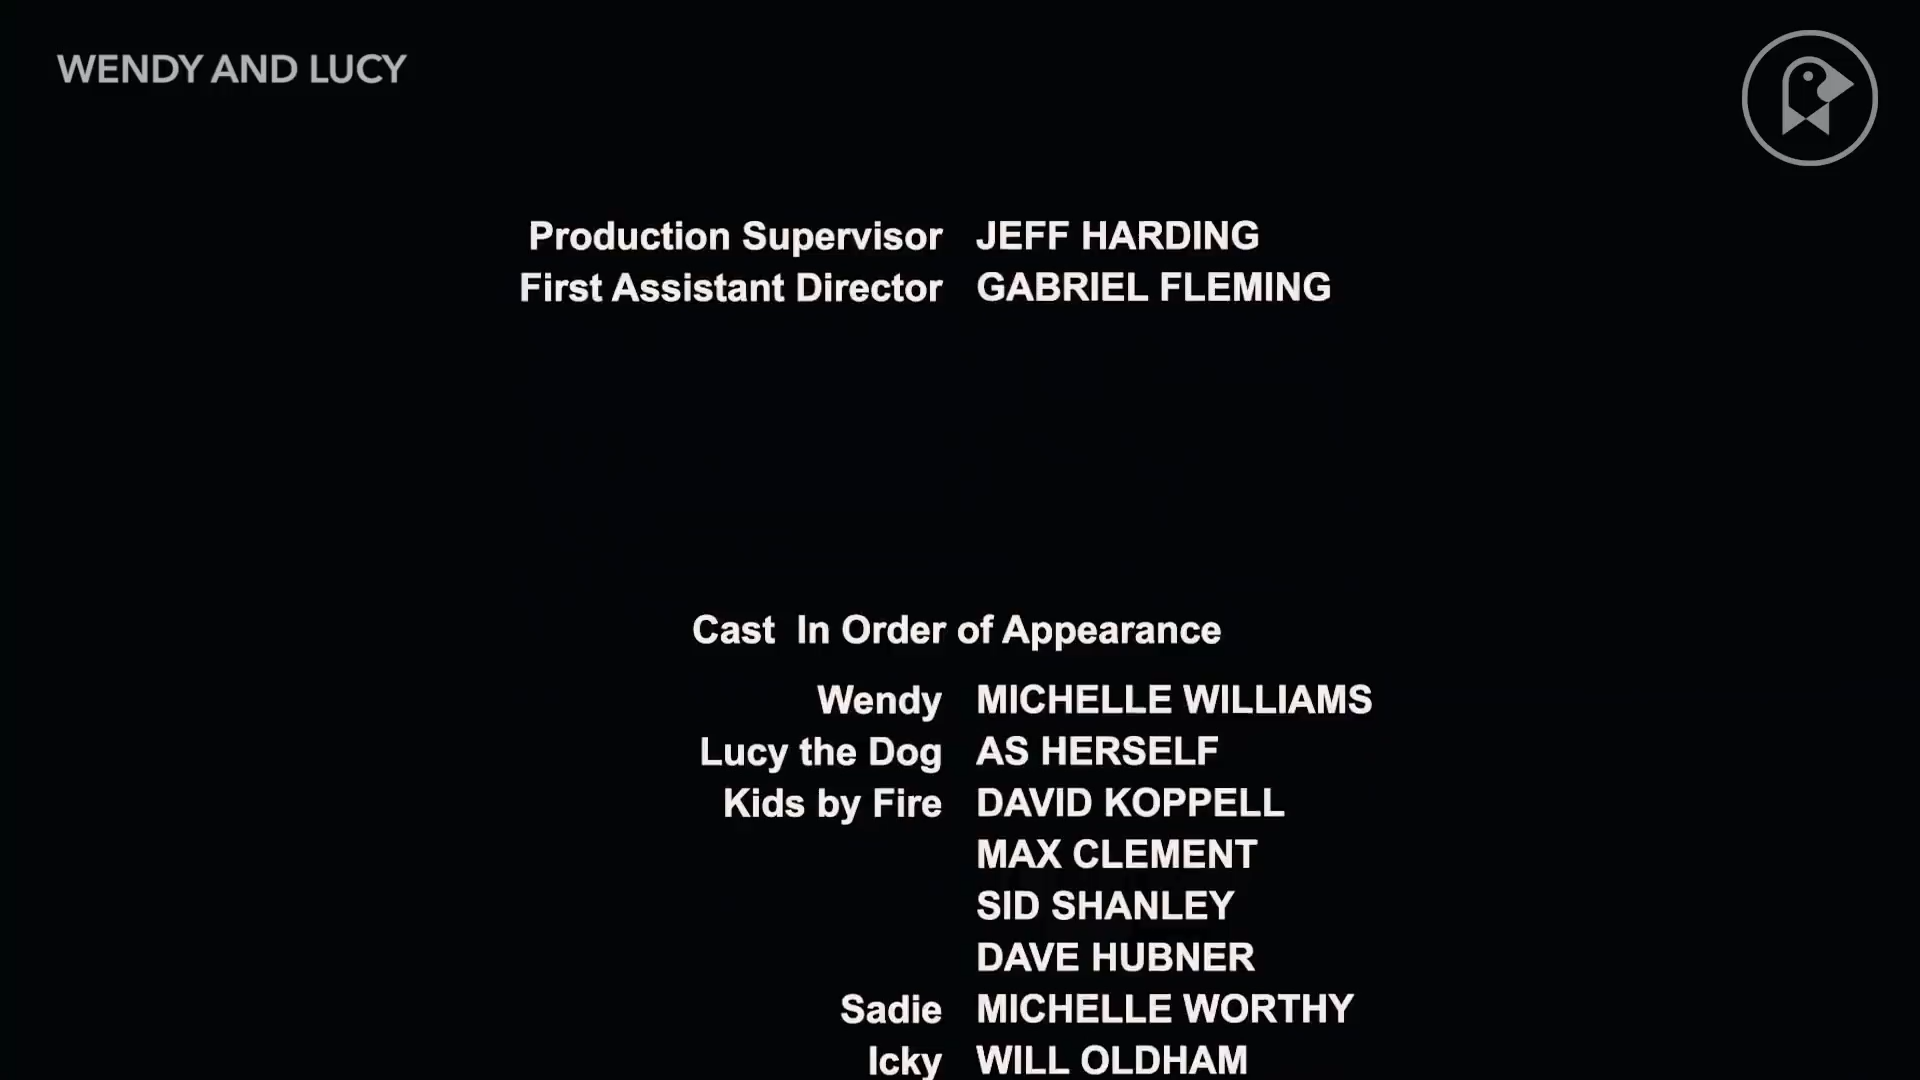 WENDY AND LUCY
Production Supervisor JEFF HARDING
First Assistant Director GABRIEL FLEMING
Cast In Order of Appearance
Wendy MICHELLE WILLIAMS
Lucy the Dog AS HERSELF
Kids by Fire DAVID KOPPELL
MAX CLEMENT
SID SHANLEY
DAVE HUBNER
Sadie MICHELLE WORTHY
Icky WILL OLDHAM